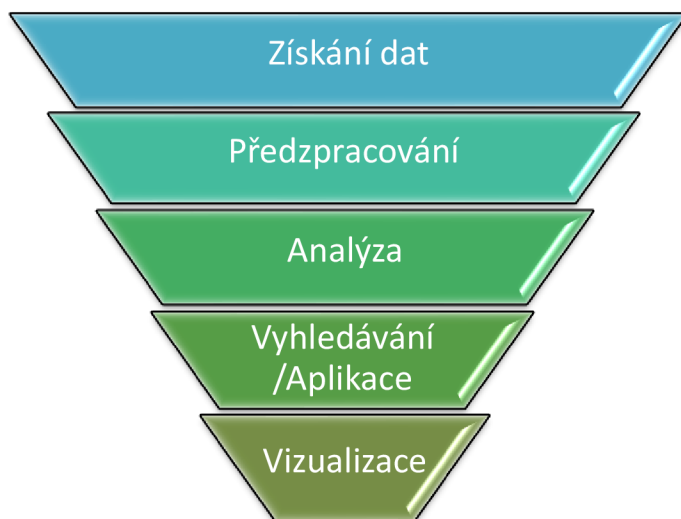 Získání dat
Předzpracování
Analýza
Vyhledávání
/Aplikace
Vizualizace